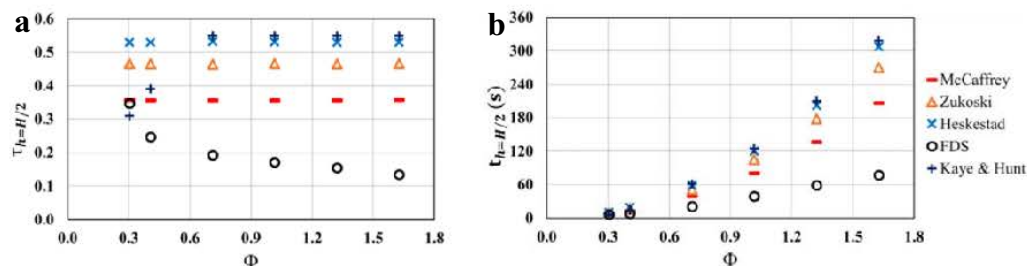 a
0.6
0.5
0.4
0.3
0.2
0.1
0.0
τh=H/2
0.0 0.3 0.6 0.9 1.2 1.5 1.8
Φ
b
360
300
240
180
120
60
0
th=H/2 (s)
0.0 0.3 0.6 0.9 1.2 1.5 1.8
Φ
McCaffrey
Zukoski
Heskestad
FDS
Kaye & Hunt